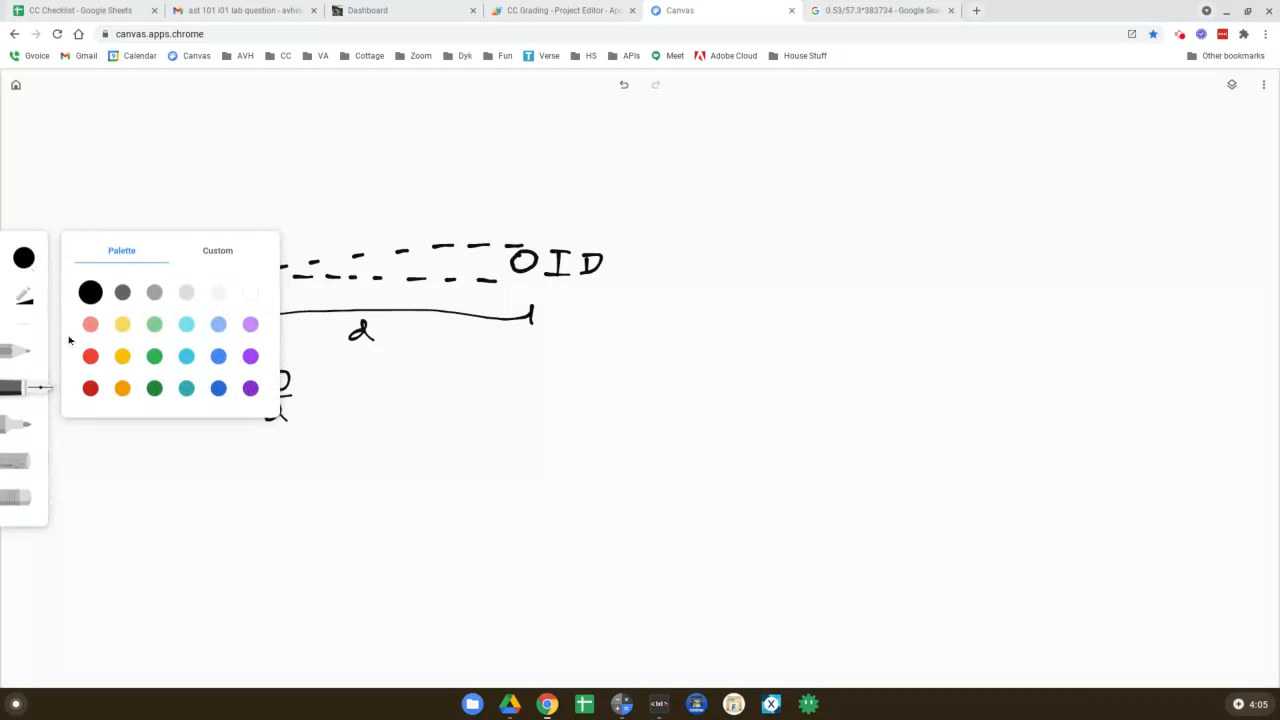 CC Checklist - Google Sheets
ast 101 i01 lab question - avhey
Dashboard
CC Grading - Project Editor - Ap
Canvas
0.53/57.3*383734 - Google Sea
canvas.apps.chrome
Gvoice Gmail Calendar Canvas AVH CC VA Cottage Zoom Dyk Fun Verse HS APIs Meet Adobe Cloud House Stuff Other bookmarks
Palette Custom
O I D
d
4:05